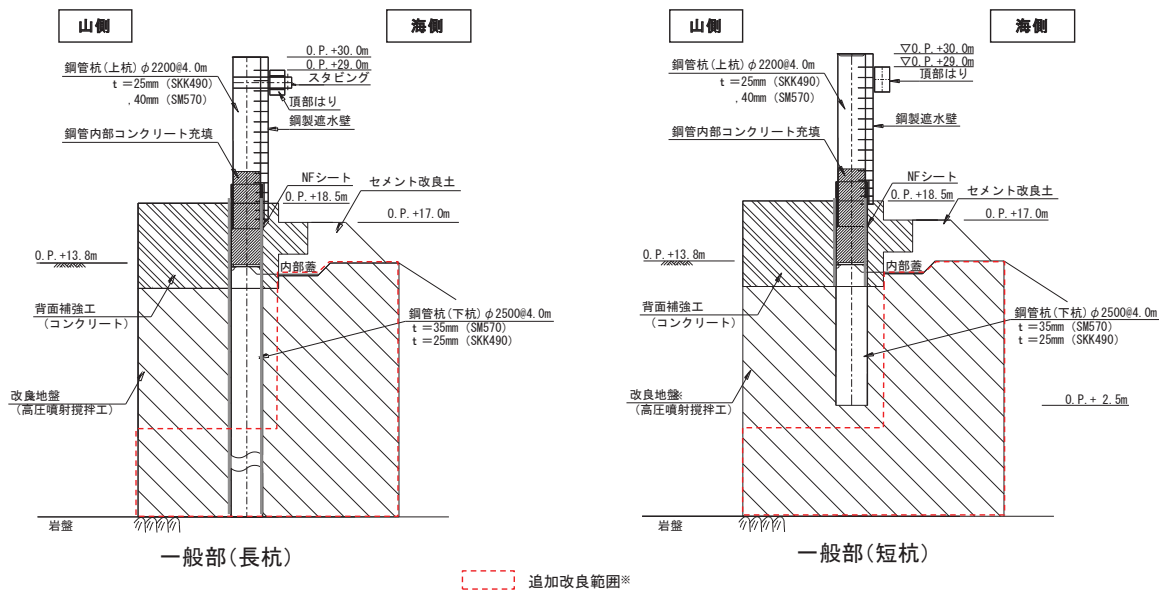 山側
海側
O.P.+30.0m
O.P.+29.0m
スタビング
鋼管杭(上杭)φ2200@4.0m
t=25mm (SKK490)
,40mm (SM570)
頂部はり
鋼製遮水壁
鋼管内部コンクリート充填
NFシート
O.P.+18.5m
セメント改良土
O.P.+17.0m
O.P.+13.8m
内部蓋
背面補強工
(コンクリート)
鋼管杭(下杭)φ2500@4.0m
t=35mm (SM570)
t=25mm (SKK490)
改良地盤
(高圧噴射撹拌工)
岩盤
一般部(長杭)
山側
海側
▽O.P.+30.0m
▽O.P.+29.0m
鋼管杭(上杭)φ2200@4.0m
t=25mm (SKK490)
,40mm (SM570)
頂部はり
鋼製遮水壁
鋼管内部コンクリート充填
NFシート
O.P.+18.5m
セメント改良土
O.P.+17.0m
O.P.+13.8m
内部蓋
背面補強工
(コンクリート)
鋼管杭(下杭)φ2500@4.0m
t=35mm (SM570)
t=25mm (SKK490)
改良地盤※
(高圧噴射撹拌工)
O.P.+ 2.5m
岩盤
一般部(短杭)
追加改良範囲※